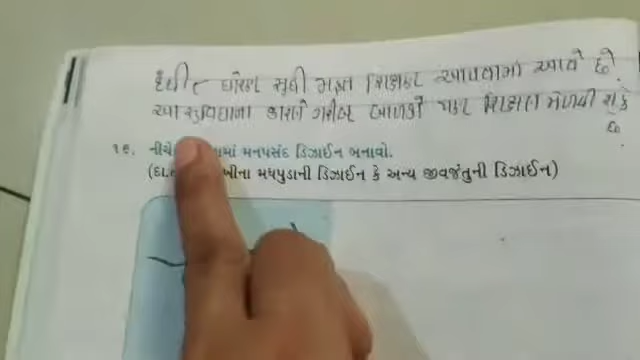 ધોરણ સુધી મફત શિક્ષણ આપવામાં આવે છે.
આ સુવિધાના કારણે ગરીબ બાળકો પણ શિક્ષણ મેળવી શકે
છે
૧૯. નીચે મનપસંદ ડિઝાઈન બનાવો.
મધપુડાની ડિઝાઈન કે અન્ય જીવજંતુની ડિઝાઈન)